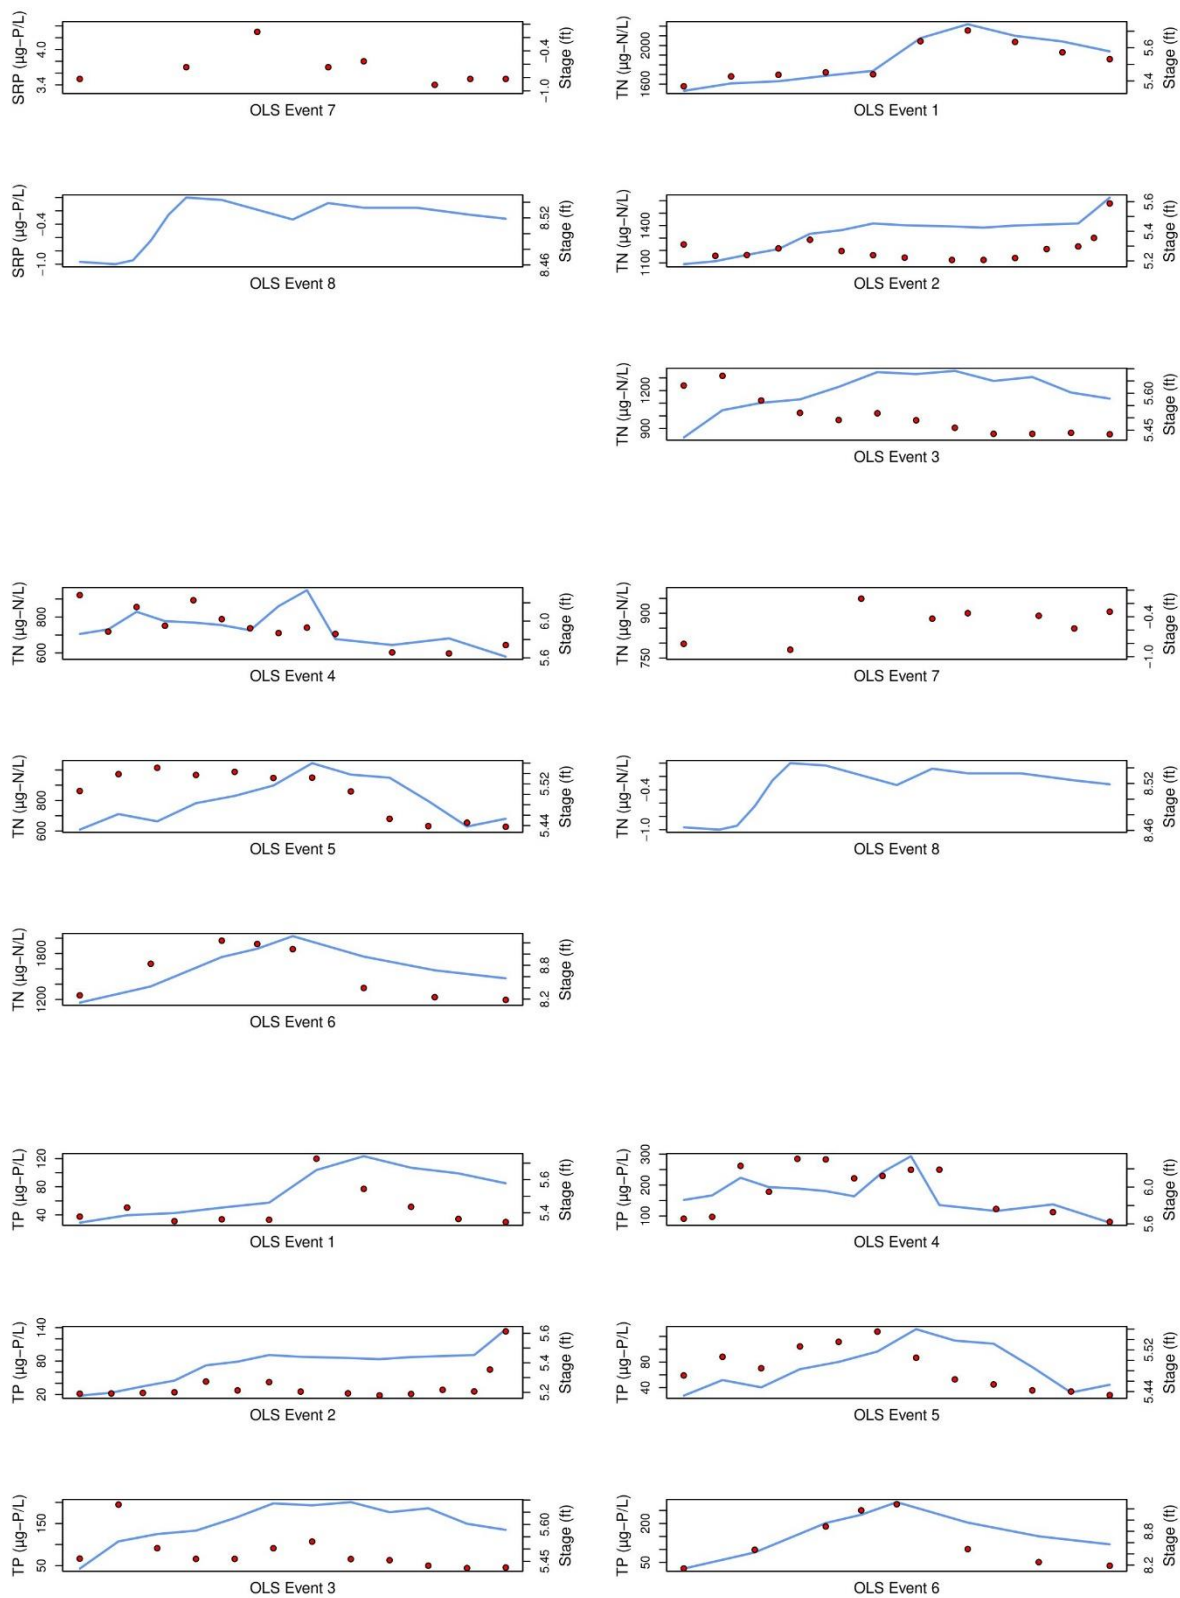 SRP (µg−P/L)
3.4 4.0
−1.0 −0.4
Stage (ft)
OLS Event 7
TN (µg−N/L)
1600 2000
5.4 5.6
Stage (ft)
OLS Event 1
SRP (µg−P/L)
−1.0 −0.4
8.46 8.52
Stage (ft)
OLS Event 8
TN (µg−N/L)
1100 1400
5.2 5.4 5.6
Stage (ft)
OLS Event 2
TN (µg−N/L)
900 1200
5.45 5.60
Stage (ft)
OLS Event 3
TN (µg−N/L)
600 800
5.6 6.0
Stage (ft)
OLS Event 4
TN (µg−N/L)
750 900
−1.0 −0.4
Stage (ft)
OLS Event 7
TN (µg−N/L)
600 800
5.44 5.52
Stage (ft)
OLS Event 5
TN (µg−N/L)
−1.0 −0.4
8.46 8.52
Stage (ft)
OLS Event 8
TN (µg−N/L)
1200 1800
8.2 8.8
Stage (ft)
OLS Event 6
TP (µg−P/L)
40 80 120
5.4 5.6
Stage (ft)
OLS Event 1
TP (µg−P/L)
100 200 300
5.6 6.0
Stage (ft)
OLS Event 4
TP (µg−P/L)
20 80 140
5.2 5.4 5.6
Stage (ft)
OLS Event 2
TP (µg−P/L)
40 80
5.44 5.52
Stage (ft)
OLS Event 5
TP (µg−P/L)
50 150
5.45 5.60
Stage (ft)
OLS Event 3
TP (µg−P/L)
50 200
8.2 8.8
Stage (ft)
OLS Event 6